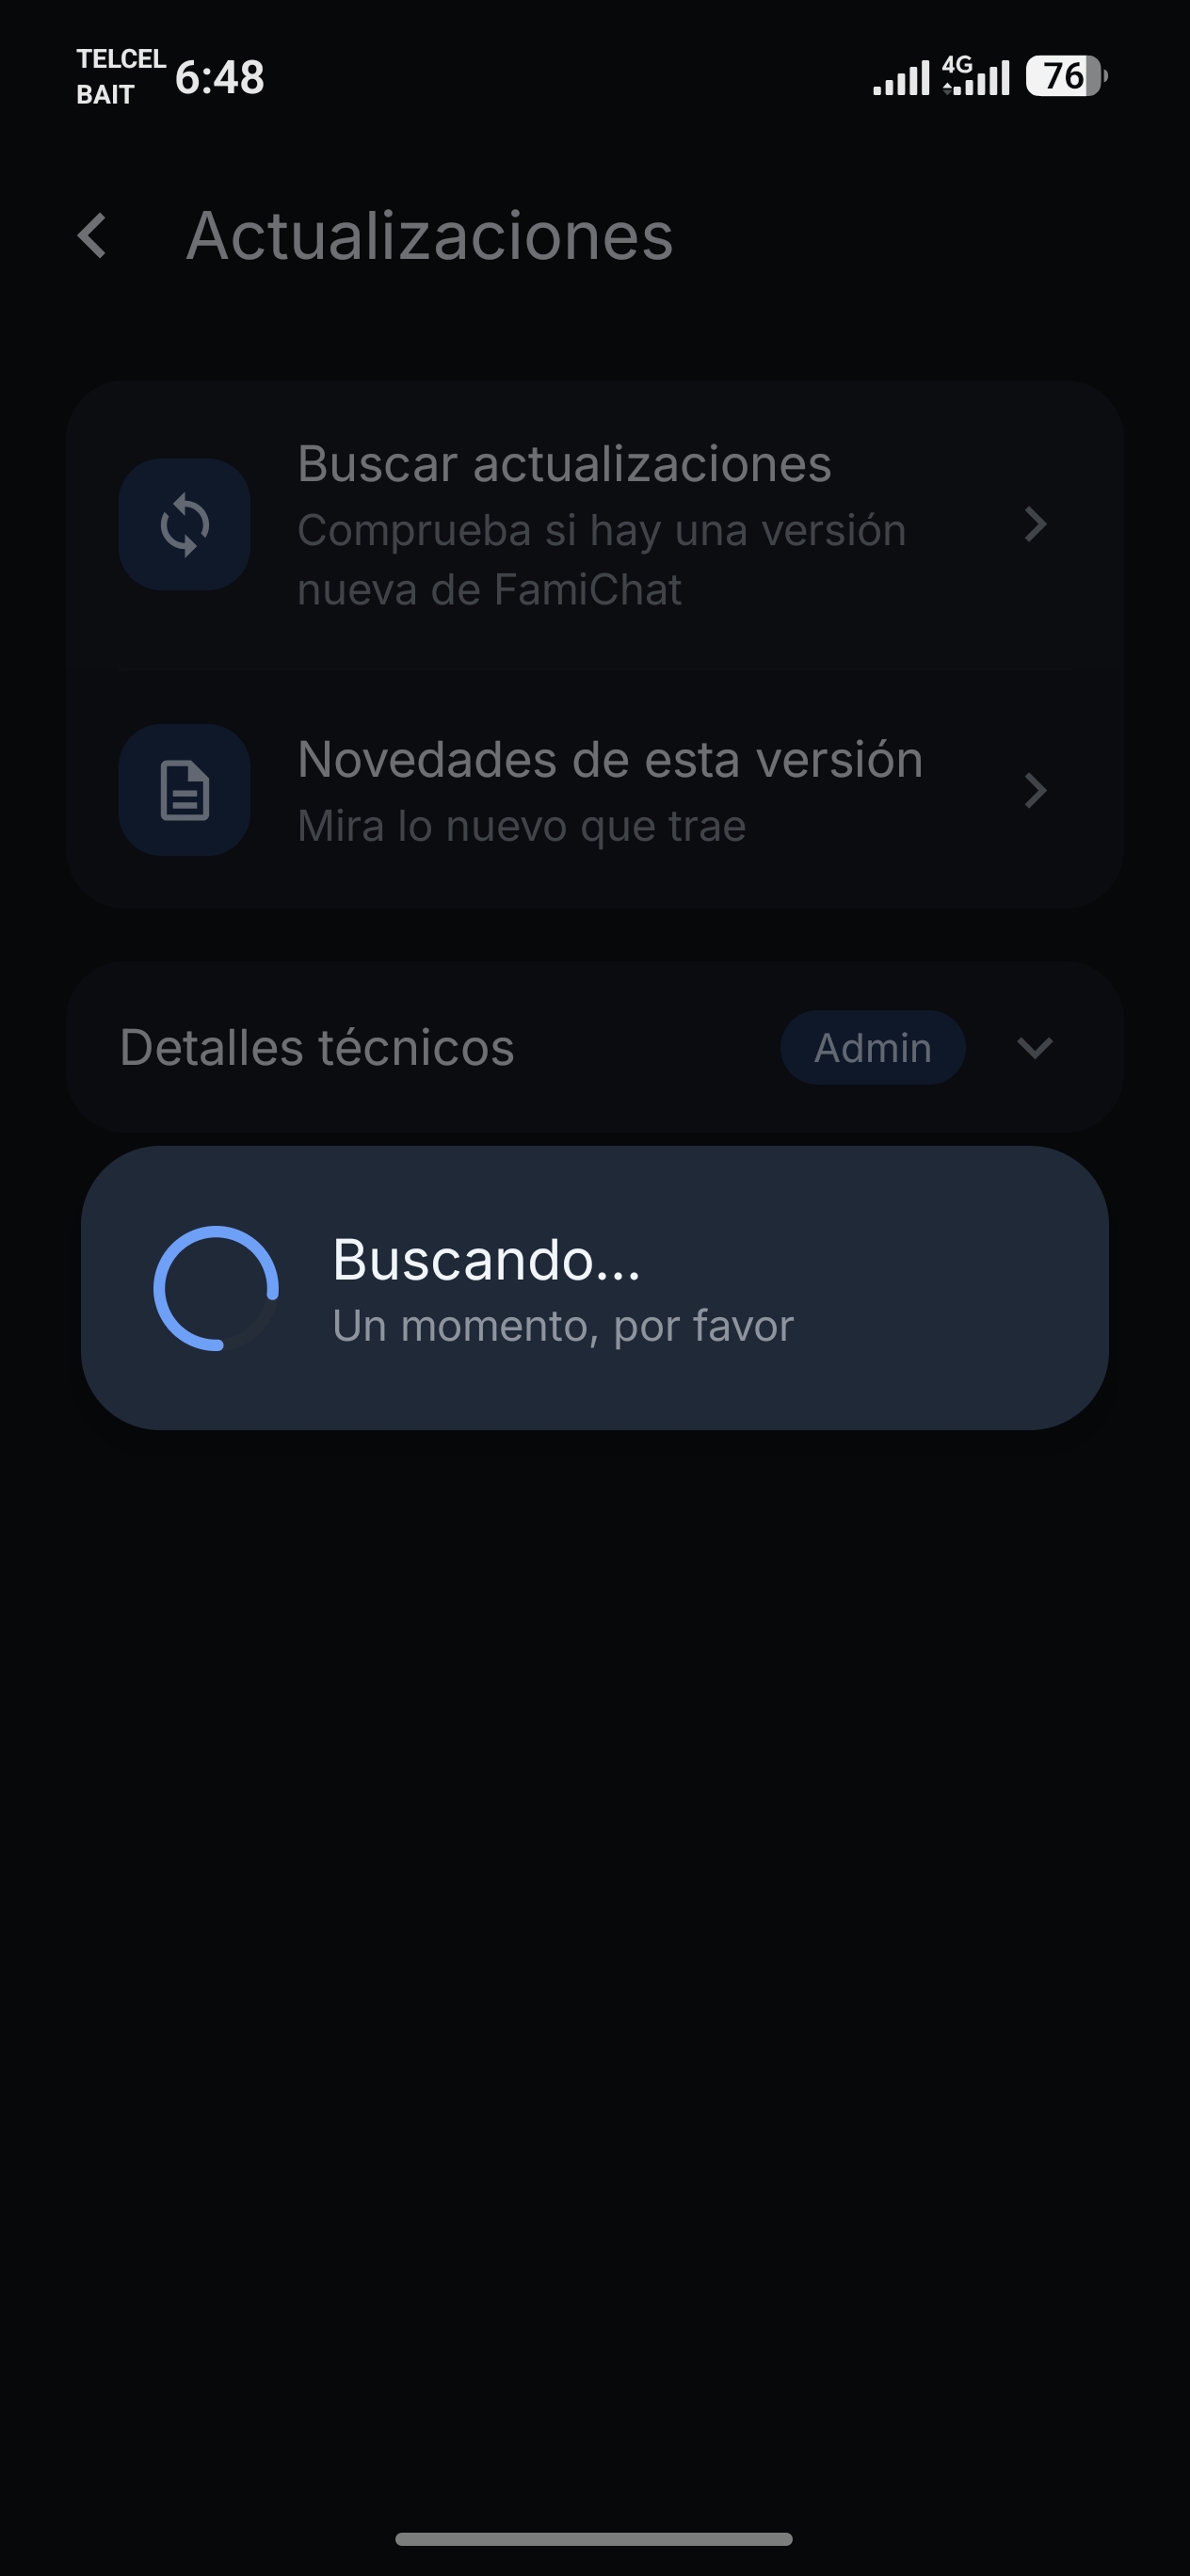 TELCEL
BAIT
6:48
4G
76
Actualizaciones
Buscar actualizaciones
Comprueba si hay una versión
nueva de FamiChat
Novedades de esta versión
Mira lo nuevo que trae
Detalles técnicos
Admin
Buscando...
Un momento, por favor